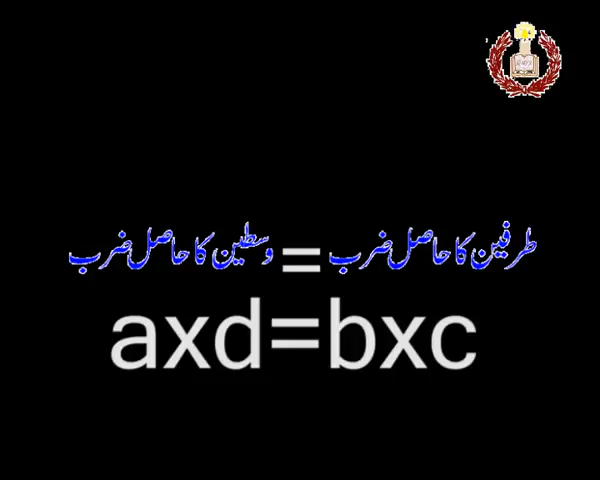 طرفین کا حاصل ضرب = وسطین کا حاصل ضرب
axd=bxc